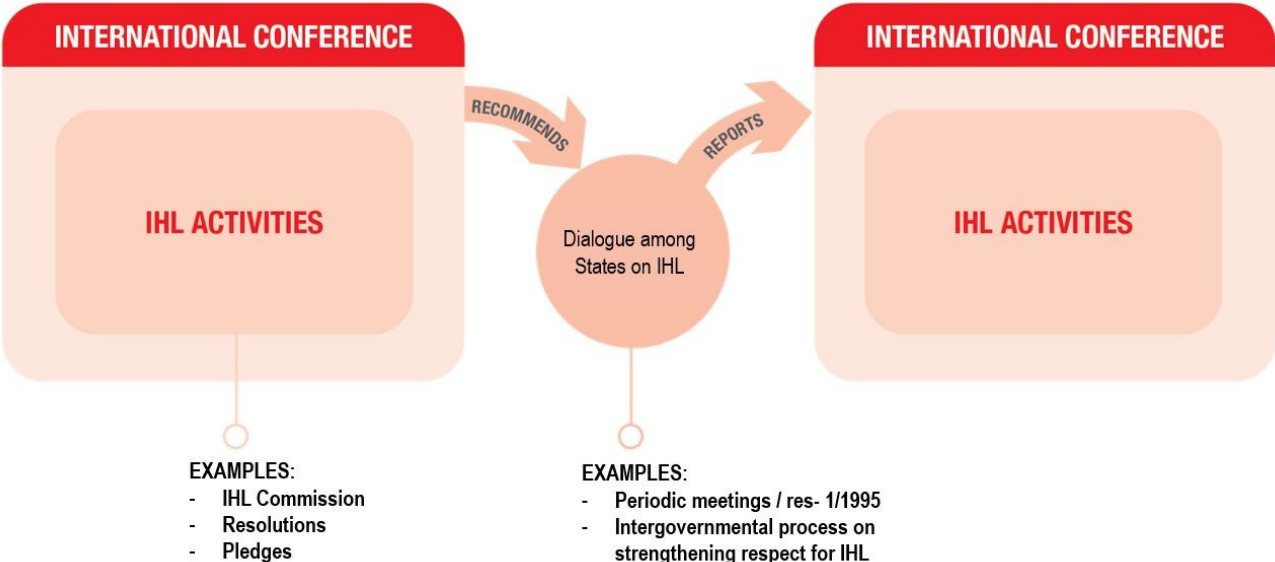 INTERNATIONAL CONFERENCE
IHL ACTIVITIES
RECOMMENDS
Dialogue among
States on IHL
REPORTS
INTERNATIONAL CONFERENCE
IHL ACTIVITIES
EXAMPLES:
- IHL Commission
- Resolutions
- Pledges
EXAMPLES:
- Periodic meetings / res- 1/1995
- Intergovernmental process on
strengthening respect for IHL